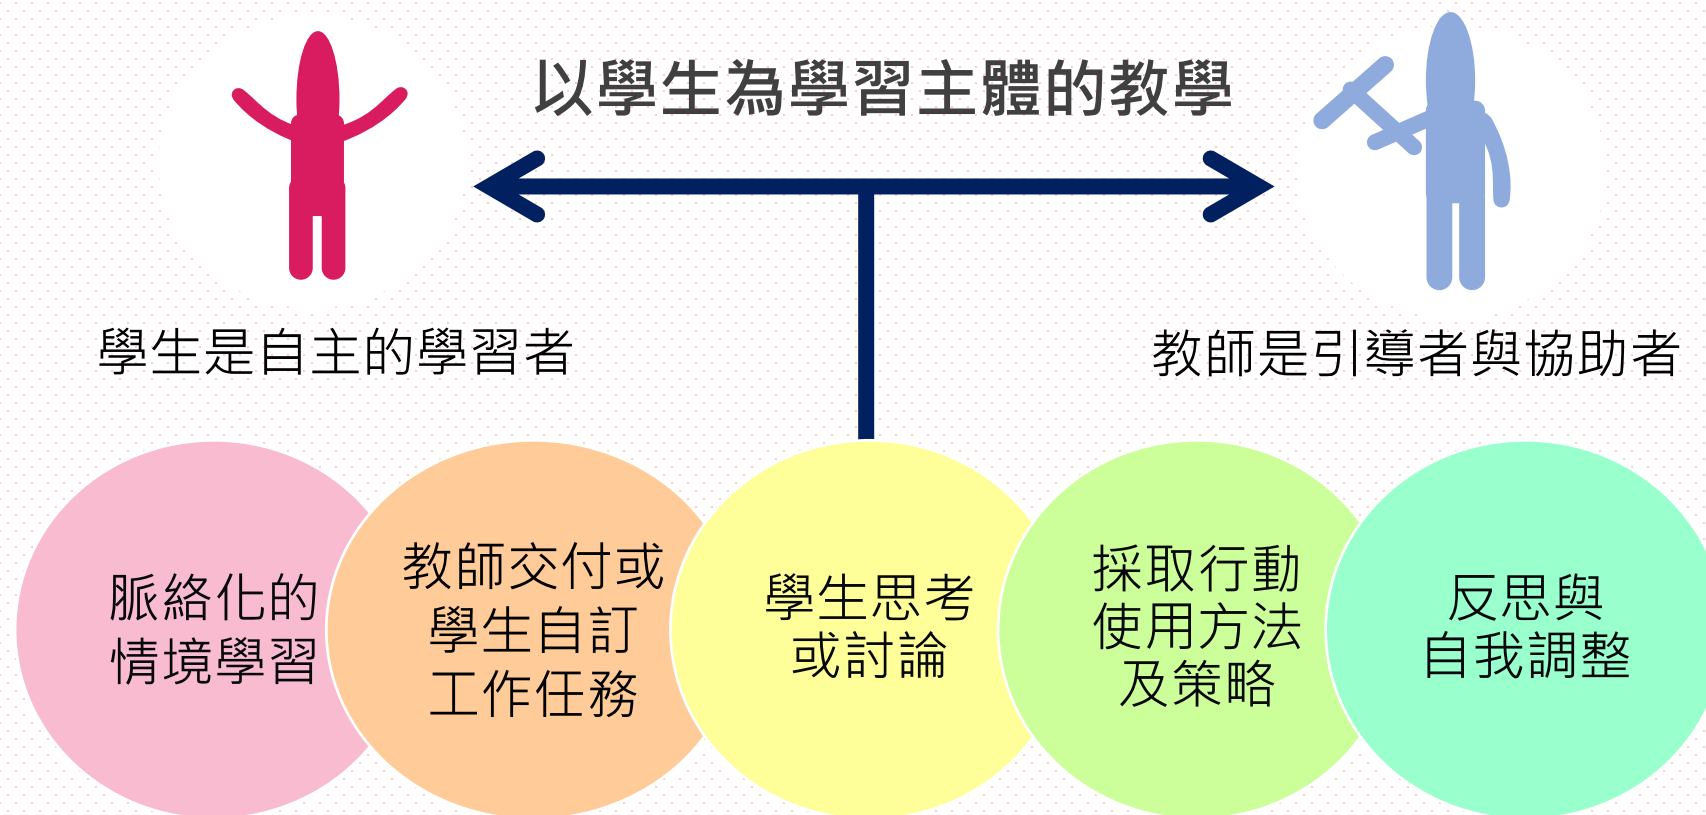 以學生為學習主體的教學
學生是自主的學習者
教師是引導者與協助者
脈絡化的
情境學習
教師交付或
學生自訂
工作任務
學生思考
或討論
採取行動
使用方法
及策略
反思與
自我調整